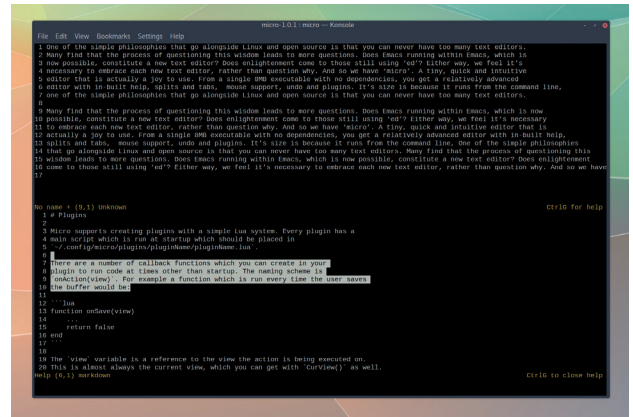 micro-1.0.1 : micro — Konsole
File Edit View Bookmarks Settings Help
1 One of the simple philosophies that go alongside Linux and open source is that you can never have too many text editors.
2 Many find that the process of questioning this wisdom leads to more questions. Does Emacs running within Emacs, which is
3 now possible, constitute a new text editor? Does enlightenment come to those still using 'ed'? Either way, we feel it's
4 necessary to embrace each new text editor, rather than question why. And so we have 'micro'. A tiny, quick and intuitive
5 editor that is actually a joy to use. From a single 8MB executable with no dependencies, you get a relatively advanced
6 editor with in-built help, splits and tabs,  mouse support, undo and plugins. It's size is because it runs from the command line,
7 one of the simple philosophies that go alongside Linux and open source is that you can never have too many text editors.
8
9 Many find that the process of questioning this wisdom leads to more questions. Does Emacs running within Emacs, which is now
10 possible, constitute a new text editor? Does enlightenment come to those still using 'ed'? Either way, we feel it's necessary
11 to embrace each new text editor, rather than question why. And so we have 'micro'. A tiny, quick and intuitive editor that is
12 actually a joy to use. From a single 8MB executable with no dependencies, you get a relatively advanced editor with in-built help,
13 splits and tabs,  mouse support, undo and plugins. It's size is because it runs from the command line, One of the simple philosophies
14 that go alongside Linux and open source is that you can never have too many text editors. Many find that the process of questioning this
15 wisdom leads to more questions. Does Emacs running within Emacs, which is now possible, constitute a new text editor? Does enlightenment
16 come to those still using 'ed'? Either way, we feel it's necessary to embrace each new text editor, rather than question why. And so we have
17
No name + (9,1) Unknown CtrlG for help
1 # Plugins
2
3 Micro supports creating plugins with a simple Lua system. Every plugin has a
4 main script which is run at startup which should be placed in
5 `~/.config/micro/plugins/pluginName/pluginName.lua`.
6
7 There are a number of callback functions which you can create in your
8 plugin to run code at times other than startup. The naming scheme is
9 `onAction(view)`. For example a function which is run every time the user saves
10 the buffer would be:
11
12 ```lua
13 function onSave(view)
14 ...
15 return false
16 end
17 ```
18
19 The `view` variable is a reference to the view the action is being executed on.
20 This is almost always the current view, which you can get with `CurView()` as well.
Help (6,1) markdown CtrlG to close help